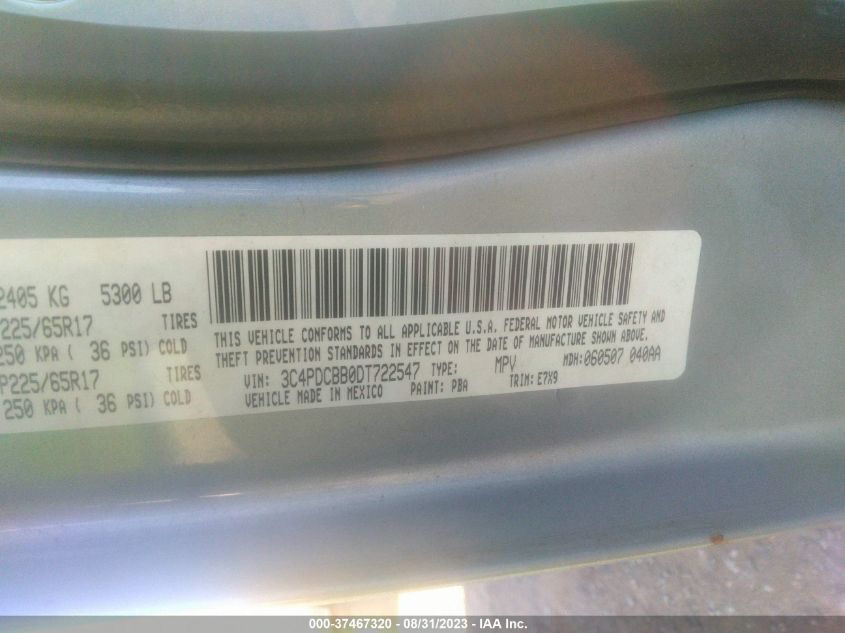 2405 KG 5300 LB
225/65R17 TIRES
250 KPA ( 36 PSI) COLD
P225/65R17 TIRES
250 KPA ( 36 PSI) COLD
THIS VEHICLE CONFORMS TO ALL APPLICABLE U.S.A. FEDERAL MOTOR VEHICLE SAFETY AND
THEFT PREVENTION STANDARDS IN EFFECT ON THE DATE OF MANUFACTURE SHOWN ABOVE.
VIN: 3C4PDCBB0DT722547 TYPE: MPV MDH:060507 040AA
VEHICLE MADE IN MEXICO PAINT: PBA TRIM: E7X9
000-37467320 - 08/31/2023 - IAA Inc.